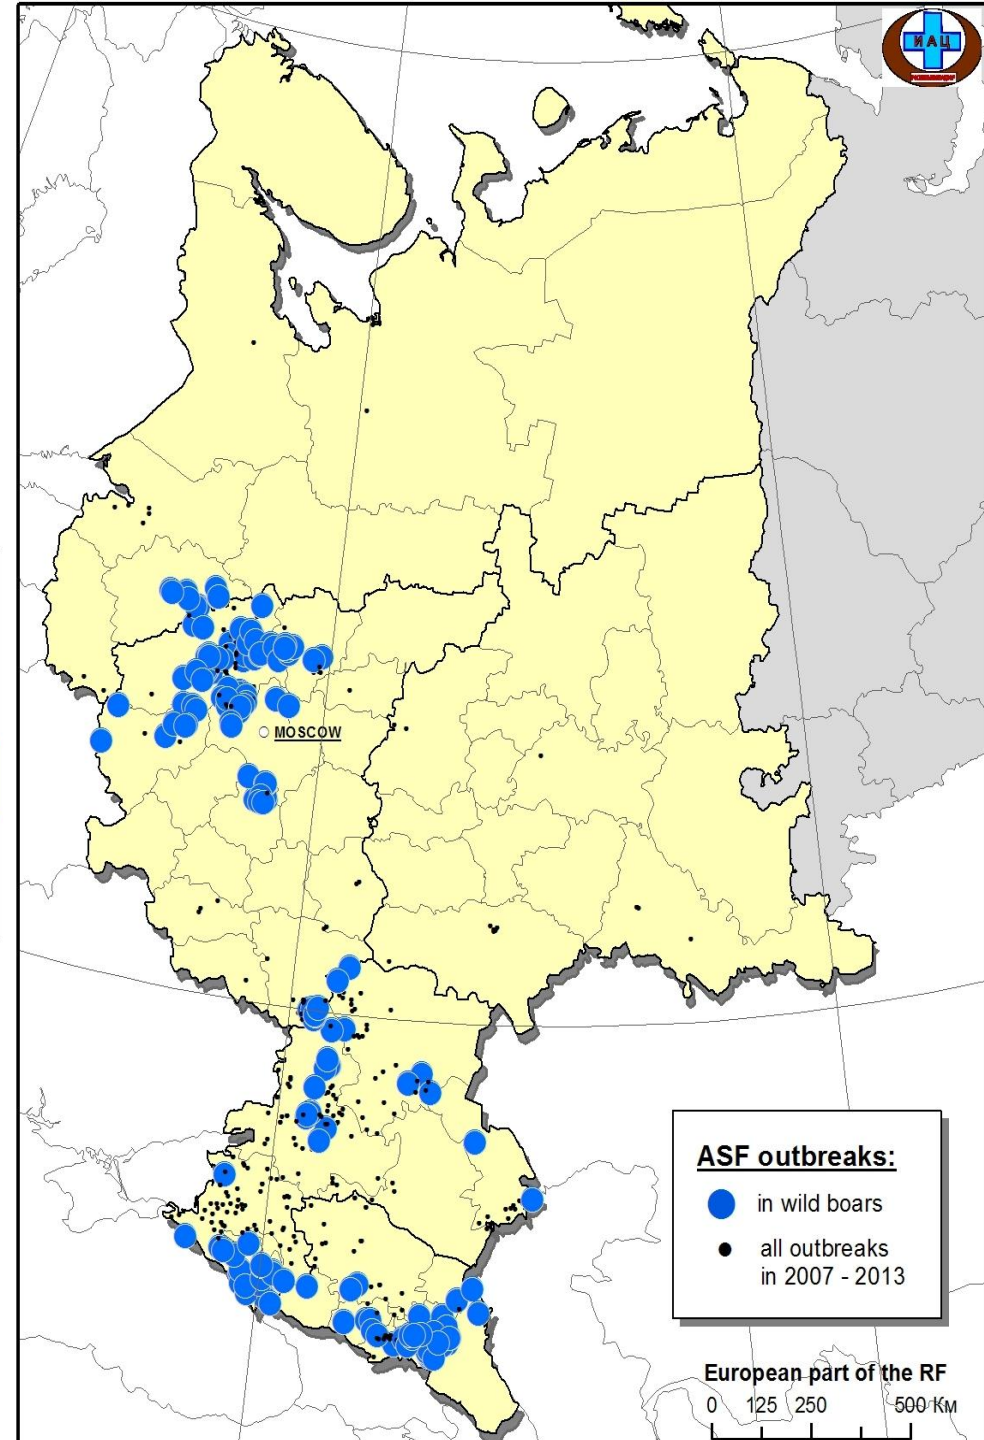 ИАЦ
MOSCOW
ASF outbreaks:
in wild boars
all outbreaks
in 2007 - 2013
European part of the RF
0 125 250 500 Км